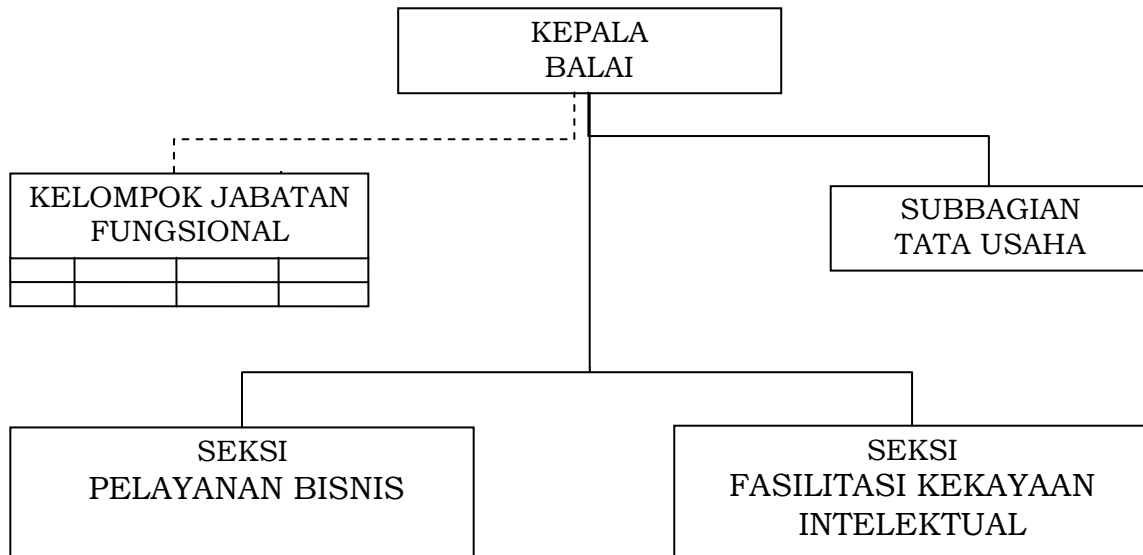 KEPALA
BALAI
KELOMPOK JABATAN
FUNGSIONAL
SUBBAGIAN
TATA USAHA
SEKSI
PELAYANAN BISNIS
SEKSI
FASILITASI KEKAYAAN
INTELEKTUAL